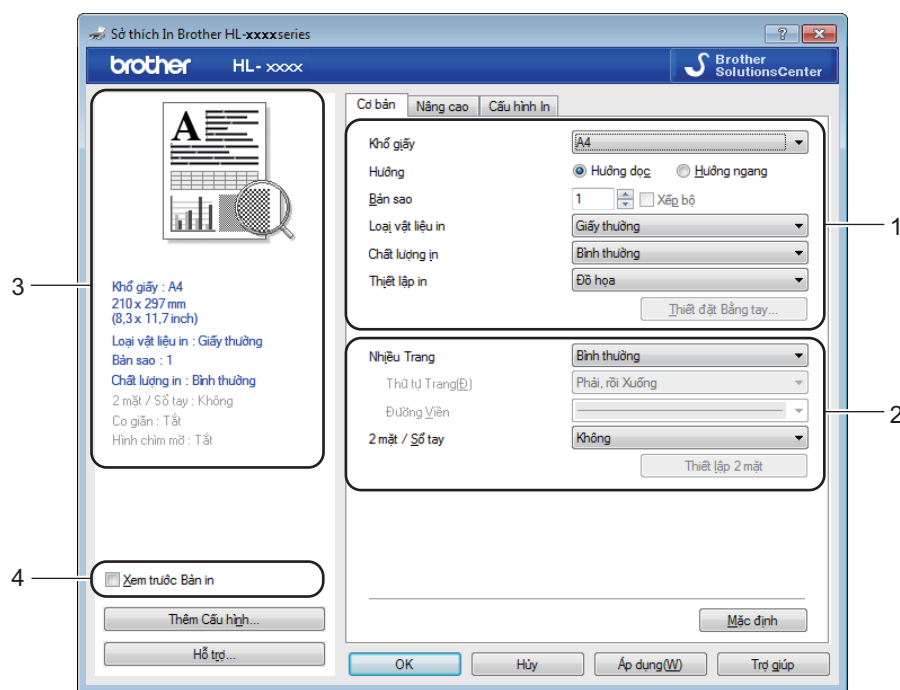 Sở thích In Brother HL-xxxxseries
brother HL- xxxx
Brother
SolutionsCenter
A
Khổ giấy : A4
210 x 297 mm
(8,3 x 11,7 inch)
Loại vật liệu in : Giấy thường
Bản sao : 1
Chất lượng in : Bình thường
2 mặt / Sổ tay : Không
Co giãn : Tắt
Hình chìm mờ : Tắt
3
Xem trước Bản in
4
Thêm Cấu hình...
Hỗ trợ...
Cơ bản Nâng cao Cấu hình In
Khổ giấy A4
Hướng Hướng dọc Hướng ngang
Bản sao 1 Xếp bộ
Loại vật liệu in Giấy thường
Chất lượng in Bình thường
Thiết lập in Đồ họa
Thiết đặt Bằng tay...
1
Nhiều Trang Bình thường
Thứ tự Trang(Đ) Phải, rồi Xuống
Đường Viền
2 mặt / Sổ tay Không
Thiết lập 2 mặt
2
Mặc định
OK Hủy Áp dụng(W) Trợ giúp